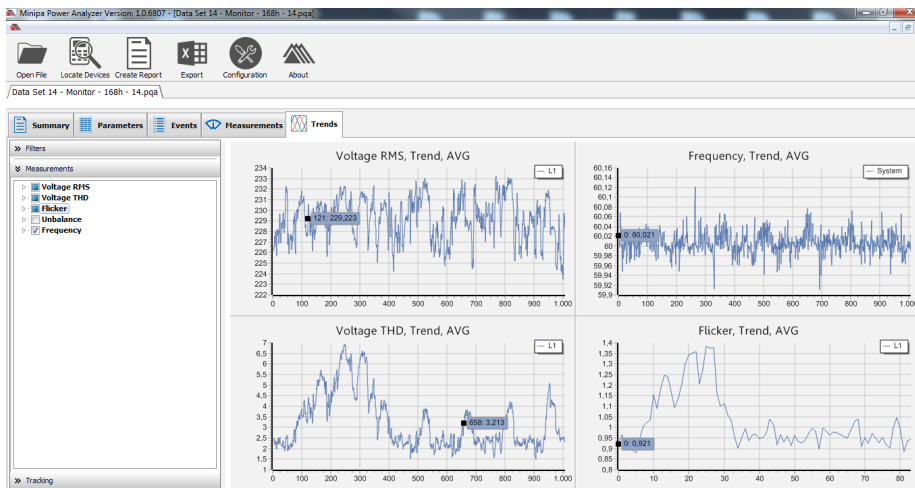 Minipa Power Analyzer Version: 1.0.6807 - [Data Set 14 - Monitor - 168h - 14.pqa]
Open File Locate Devices Create Report Export Configuration About
Data Set 14 - Monitor - 168h - 14.pqa
Summary Parameters Events Measurements Trends
Filters
Measurements
Voltage RMS
Voltage THD
Flicker
Unbalance
Frequency
Tracking
Voltage RMS, Trend, AVG
L1
234
233
232
231
230
229
228
227
226
225
224
223
222
121: 229,223
0 100 200 300 400 500 600 700 800 900 1.000
Frequency, Trend, AVG
System
60,16
60,14
60,12
60,1
60,08
60,06
60,04
60,02
60
59,98
59,96
59,94
59,92
59,9
0: 60,021
0 100 200 300 400 500 600 700 800 900 1.000
Voltage THD, Trend, AVG
L1
7
6,5
6
5,5
5
4,5
4
3,5
3
2,5
2
1,5
1
658: 3,213
0 100 200 300 400 500 600 700 800 900 1.000
Flicker, Trend, AVG
L1
1,4
1,35
1,3
1,25
1,2
1,15
1,1
1,05
1
0,95
0,9
0,85
0,8
0: 0,921
0 10 20 30 40 50 60 70 80